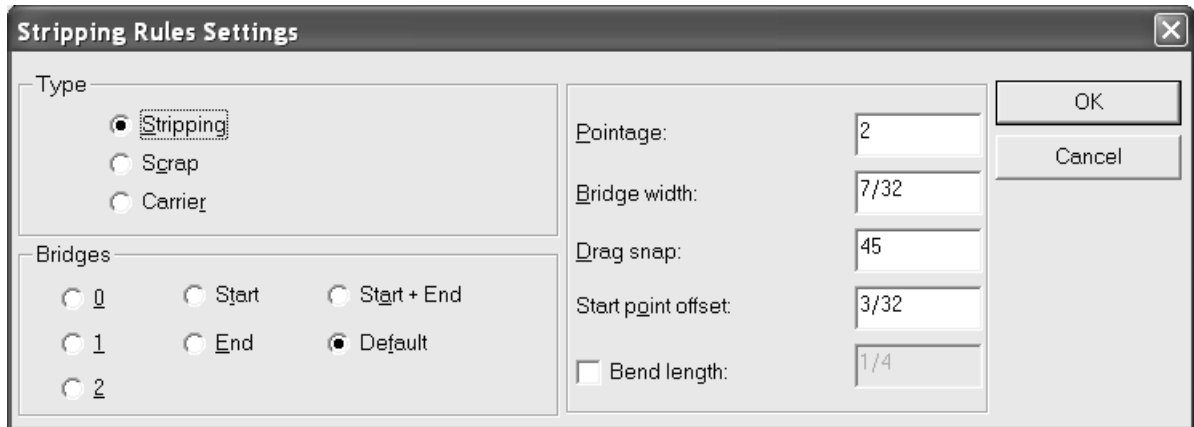 Stripping Rules Settings
Type
Stripping
Scrap
Carrier
Bridges
0
Start
Start + End
1
End
Default
2
Pointage:
2
Bridge width:
7/32
Drag snap:
45
Start point offset:
3/32
Bend length:
1/4
OK
Cancel